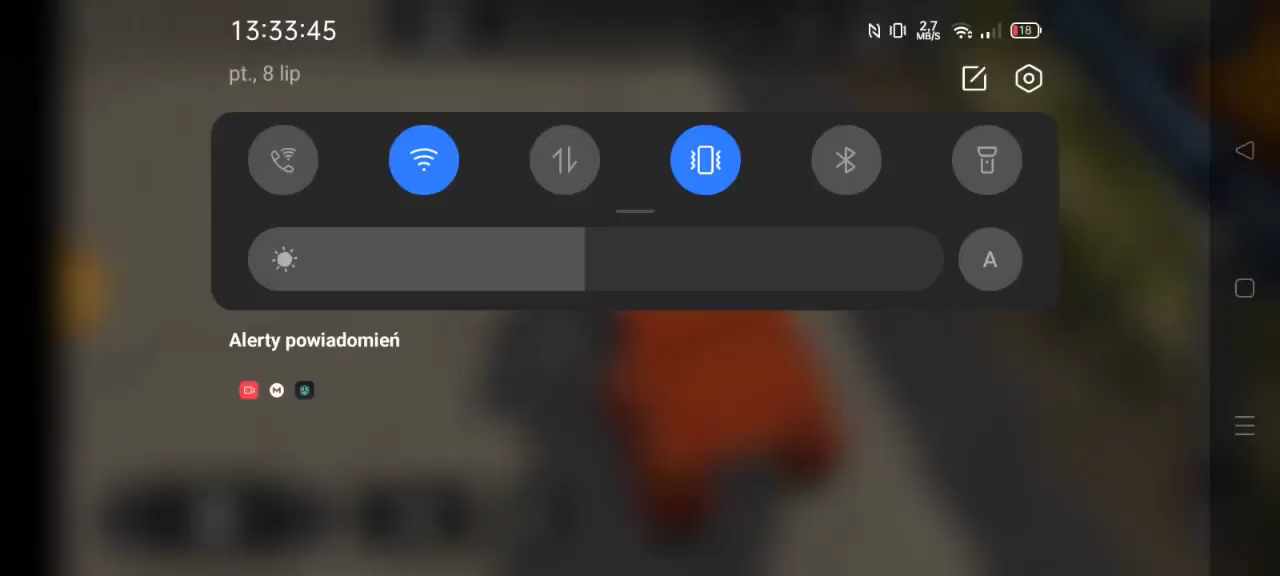 13:33:45
2,7
MB/S
18
pt., 8 lip
A
Alerty powiadomień
M